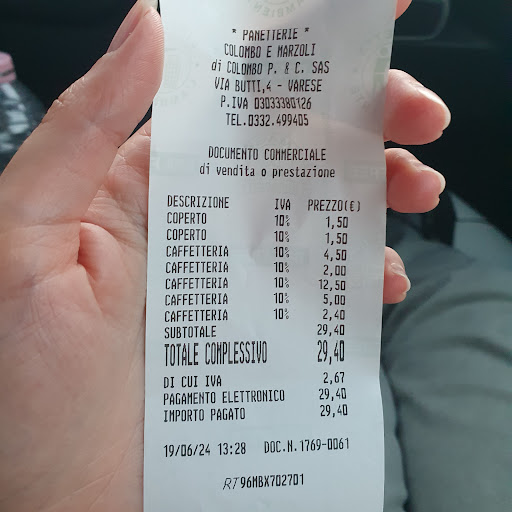 * PANETTERIE *
COLOMBO E MARZOLI
di COLOMBO P. & C. SAS
VIA BUTTI,4 - VARESE
P.IVA 03033380126
TEL.0332.499405
DOCUMENTO COMMERCIALE
di vendita o prestazione
DESCRIZIONE IVA PREZZO(€)
COPERTO 10% 1,50
COPERTO 10% 1,50
CAFFETTERIA 10% 4,50
CAFFETTERIA 10% 2,00
CAFFETTERIA 10% 12,50
CAFFETTERIA 10% 5,00
CAFFETTERIA 10% 2,40
SUBTOTALE 29,40
TOTALE COMPLESSIVO 29,40
DI CUI IVA 2,67
PAGAMENTO ELETTRONICO 29,40
IMPORTO PAGATO 29,40
19/06/24 13:28 DOC.N.1769-0061
RT 96MBX702701